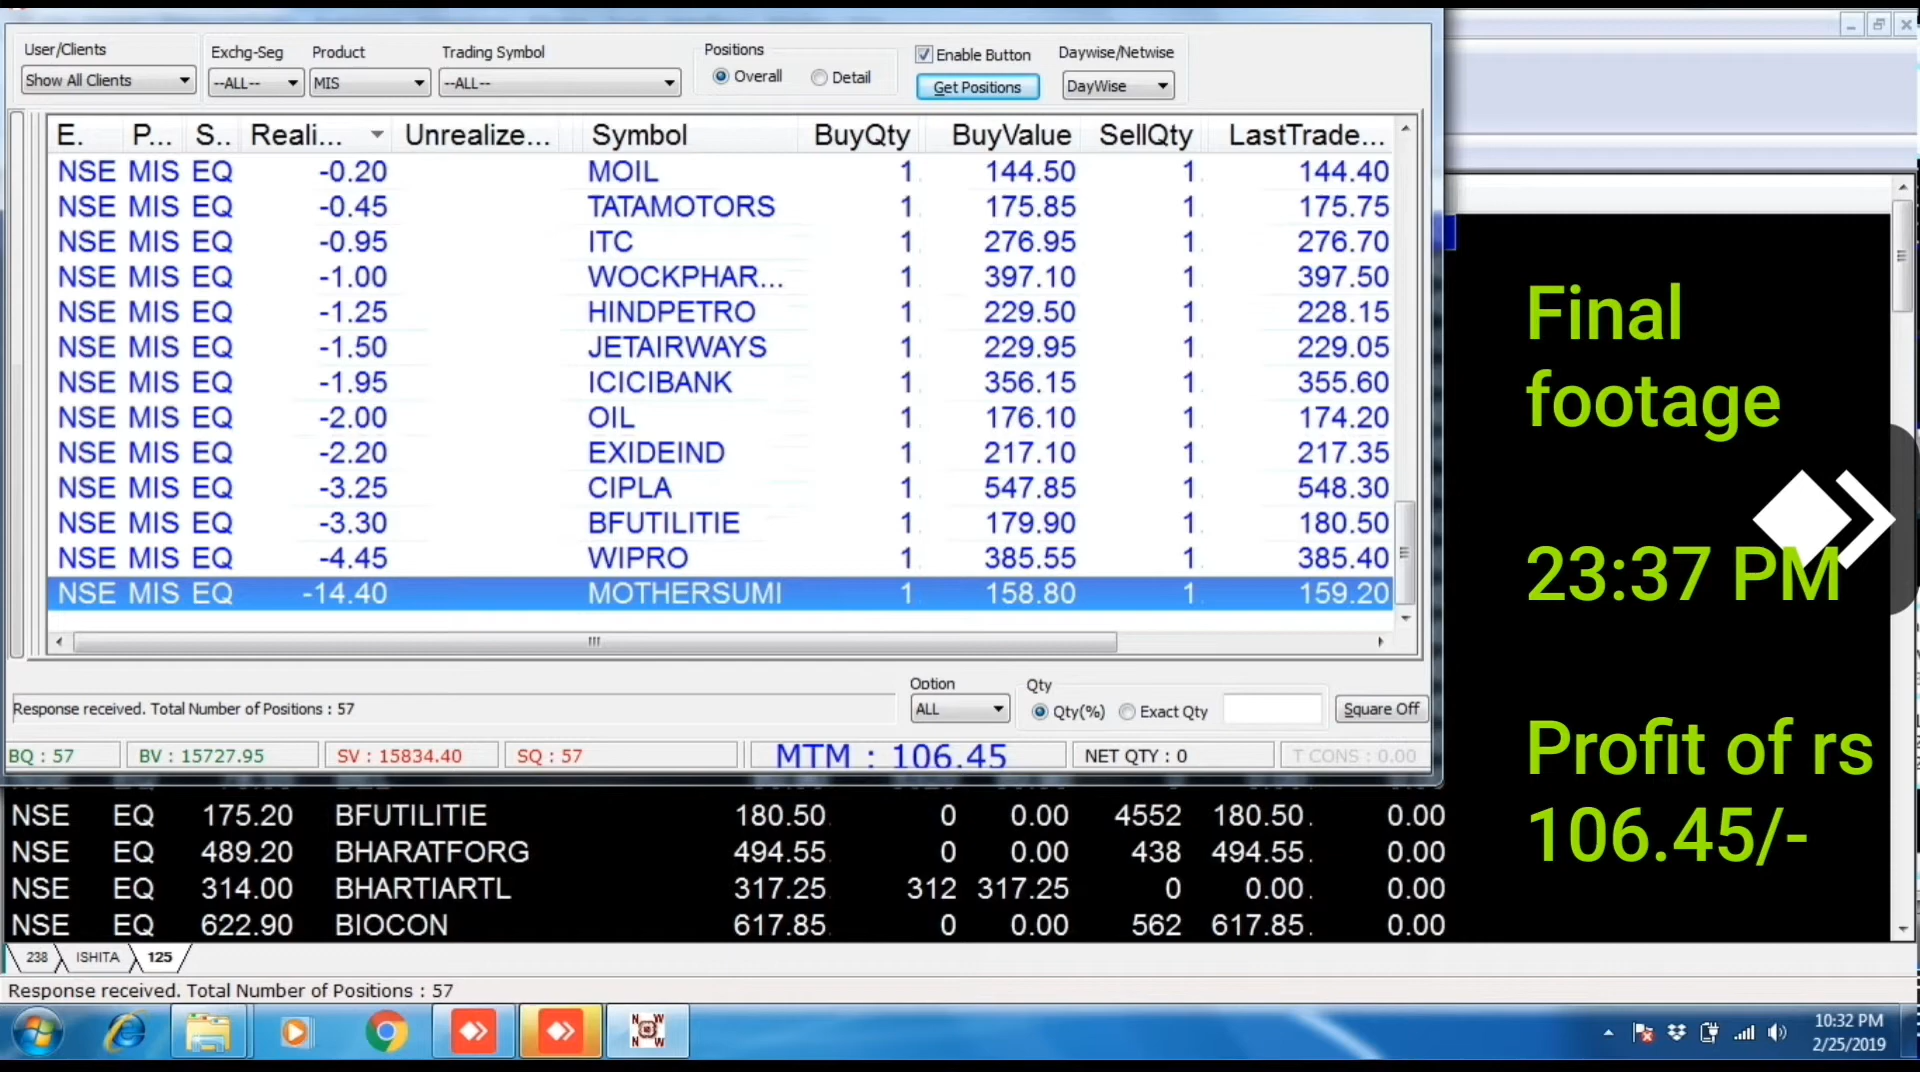 User/Clients Exchg-Seg Product Trading Symbol Positions Enable Button Daywise/Netwise
Show All Clients --ALL-- MIS --ALL-- Overall Detail Get Positions DayWise
E. P... S.. Reali... Unrealize... Symbol BuyQty BuyValue SellQty LastTrade...
NSE MIS EQ -0.20 MOIL 1. 144.50 1. 144.40
NSE MIS EQ -0.45 TATAMOTORS 1. 175.85 1. 175.75
NSE MIS EQ -0.95 ITC 1. 276.95 1. 276.70
NSE MIS EQ -1.00 WOCKPHAR... 1. 397.10 1. 397.50
NSE MIS EQ -1.25 HINDPETRO 1. 229.50 1. 228.15
NSE MIS EQ -1.50 JETAIRWAYS 1. 229.95 1. 229.05
NSE MIS EQ -1.95 ICICIBANK 1. 356.15 1. 355.60
NSE MIS EQ -2.00 OIL 1. 176.10 1. 174.20
NSE MIS EQ -2.20 EXIDEIND 1. 217.10 1. 217.35
NSE MIS EQ -3.25 CIPLA 1. 547.85 1. 548.30
NSE MIS EQ -3.30 BFUTILITIE 1. 179.90 1. 180.50
NSE MIS EQ -4.45 WIPRO 1. 385.55 1. 385.40
NSE MIS EQ -14.40 MOTHERSUMI 1. 158.80 1. 159.20
Option Qty
Response received. Total Number of Positions : 57 ALL Qty(%) Exact Qty Square Off
BQ : 57 BV : 15727.95 SV : 15834.40 SQ : 57 MTM : 106.45 NET QTY : 0 T CONS : 0.00
NSE EQ 175.20 BFUTILITIE 180.50. 0 0.00 4552 180.50. 0.00
NSE EQ 489.20 BHARATFORG 494.55. 0 0.00 438 494.55. 0.00
NSE EQ 314.00 BHARTIARTL 317.25. 312 317.25 0 0.00. 0.00
NSE EQ 622.90 BIOCON 617.85. 0 0.00 562 617.85. 0.00
238 ISHITA 125
Response received. Total Number of Positions : 57
Final
footage
23:37 PM
Profit of rs
106.45/-
10:32 PM
2/25/2019